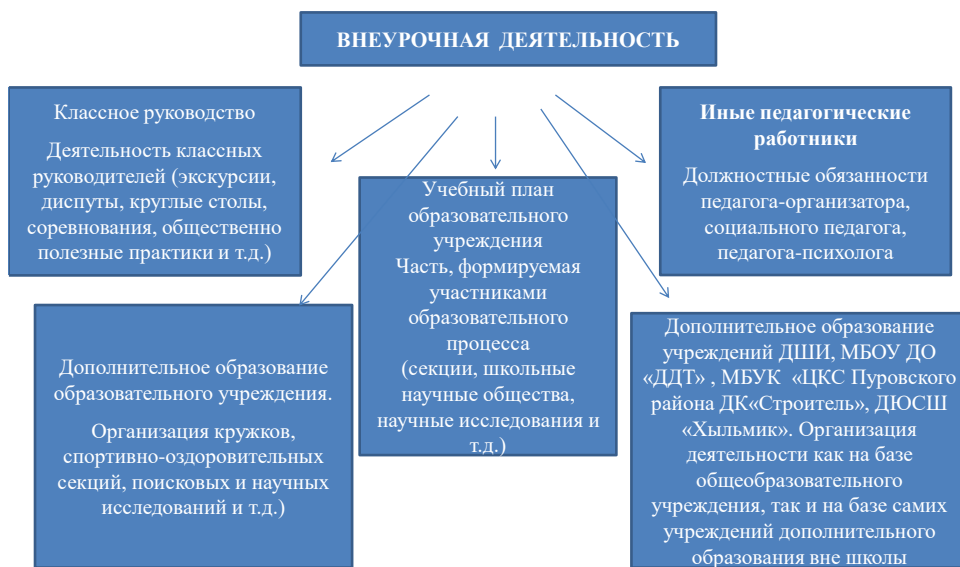 ВНЕУРОЧНАЯ ДЕЯТЕЛЬНОСТЬ
Классное руководство
Деятельность классных
руководителей (экскурсии,
диспуты, круглые столы,
соревнования, общественно
полезные практики и т.д.)
Учебный план
образовательного
учреждения
Часть, формируемая
участниками
образовательного
процесса
(секции, школьные
научные общества,
научные исследования и
т.д.)
Иные педагогические
работники
Должностные обязанности
педагога-организатора,
социального педагога,
педагога-психолога
Дополнительное образование
образовательного учреждения.
Организация кружков,
спортивно-оздоровительных
секций, поисковых и научных
исследований и т.д.)
Дополнительное образование
учреждений ДШИ, МБОУ ДО
«ДДТ» , МБУК «ЦКС Пуровского
района ДК«Строитель», ДЮСШ
«Хыльмик». Организация
деятельности как на базе
общеобразовательного
учреждения, так и на базе самих
учреждений дополнительного
образования вне школы